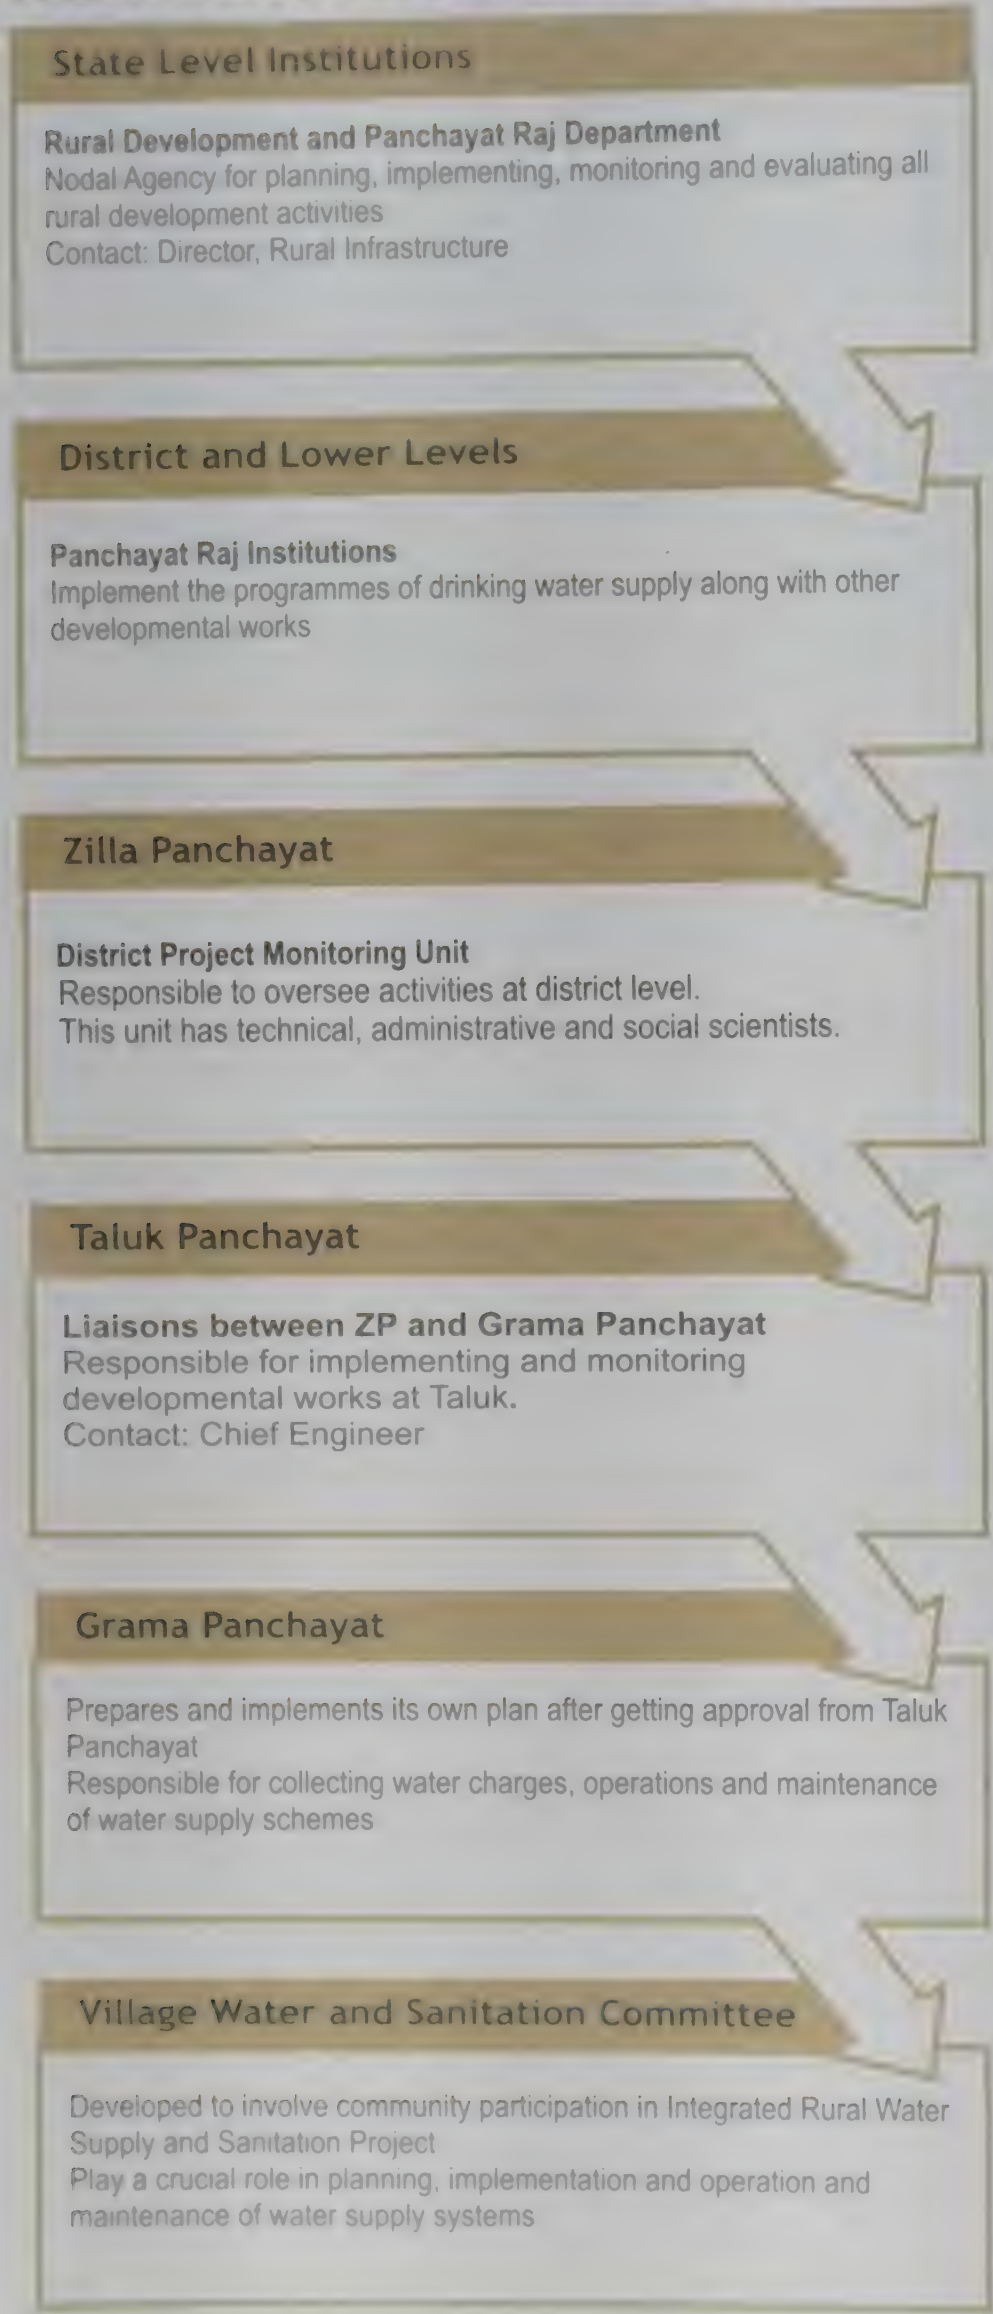 State Level Institutions
Rural Development and Panchayat Raj Department
Nodal Agency for planning, implementing, monitoring and evaluating all
rural development activities
Contact: Director, Rural Infrastructure
District and Lower Levels
Panchayat Raj Institutions
Implement the programmes of drinking water supply along with other
developmental works
Zilla Panchayat
District Project Monitoring Unit
Responsible to oversee activities at district level.
This unit has technical, administrative and social scientists.
Taluk Panchayat
Liaisons between ZP and Grama Panchayat
Responsible for implementing and monitoring
developmental works at Taluk.
Contact: Chief Engineer
Grama Panchayat
Prepares and implements its own plan after getting approval from Taluk
Panchayat
Responsible for collecting water charges, operations and maintenance
of water supply schemes
Village Water and Sanitation Committee
Developed to involve community participation in Integrated Rural Water
Supply and Sanitation Project
Play a crucial role in planning, implementation and operation and
maintenance of water supply systems